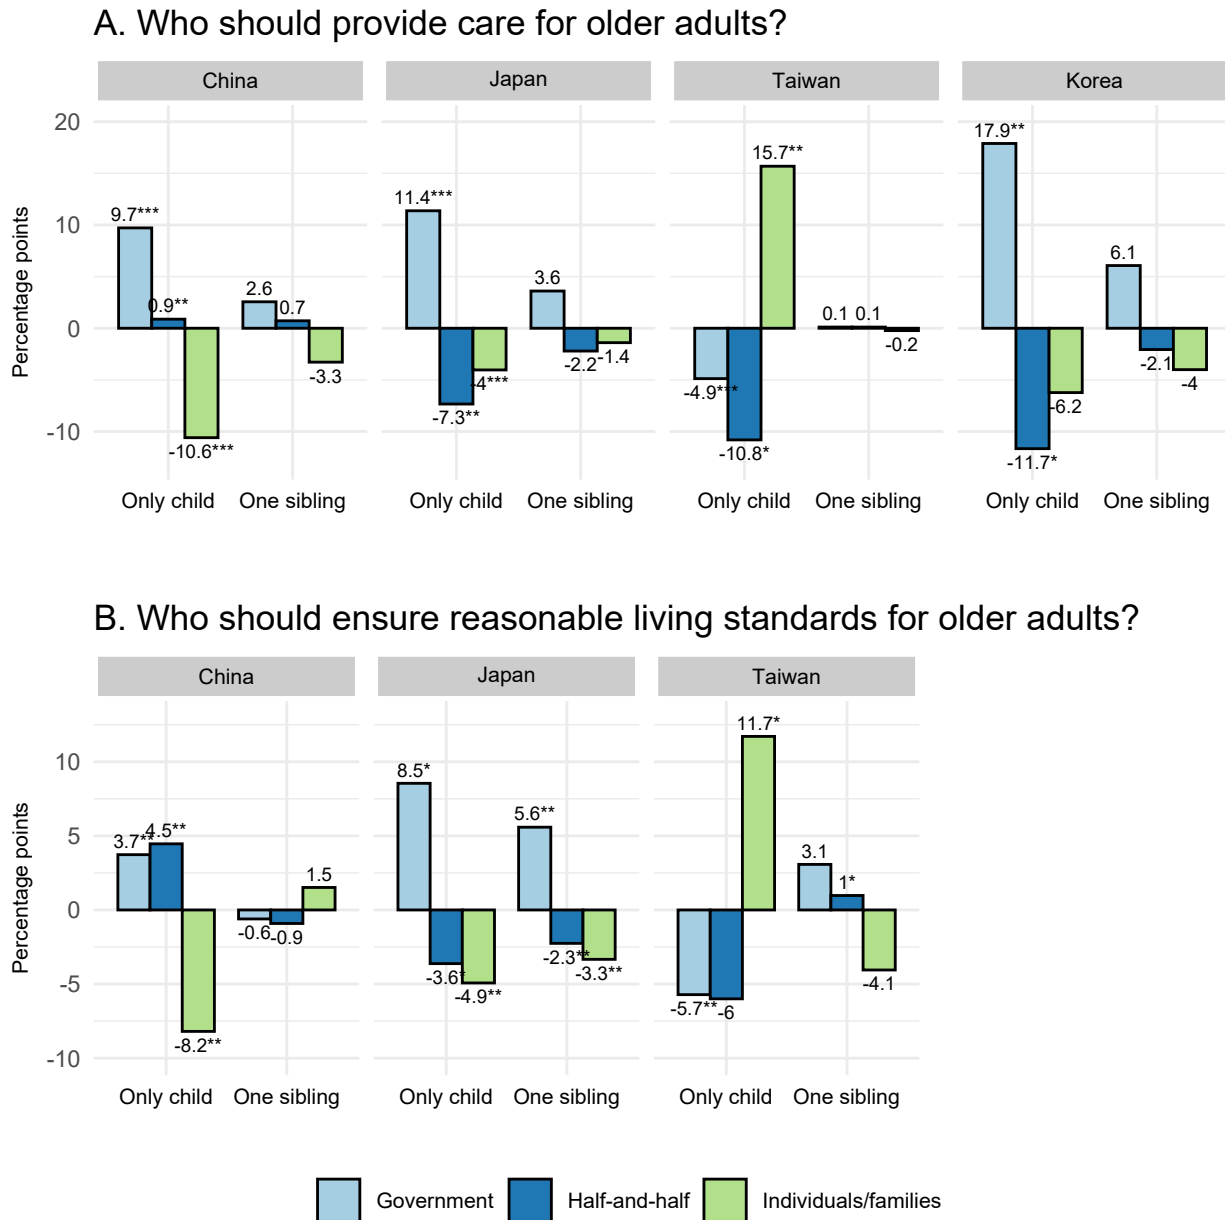 A. Who should provide care for older adults?
China Japan Taiwan Korea
Percentage points
20
10
0
-10
9.7*** 0.9** -10.6*** 2.6 0.7 -3.3
11.4*** -7.3** -4*** 3.6 -2.2 -1.4
-4.9*** -10.8* 15.7** 0.1 0.1 -0.2
17.9** -11.7* -6.2 6.1 -2.1 -4
Only child One sibling Only child One sibling Only child One sibling Only child One sibling
B. Who should ensure reasonable living standards for older adults?
China Japan Taiwan
Percentage points
10
5
0
-5
-10
3.7** 4.5** -8.2** -0.6 -0.9 1.5
8.5* -3.6* -4.9** 5.6** -2.3** -3.3**
-5.7** -6 11.7* 3.1 1* -4.1
Only child One sibling Only child One sibling Only child One sibling
Government Half-and-half Individuals/families